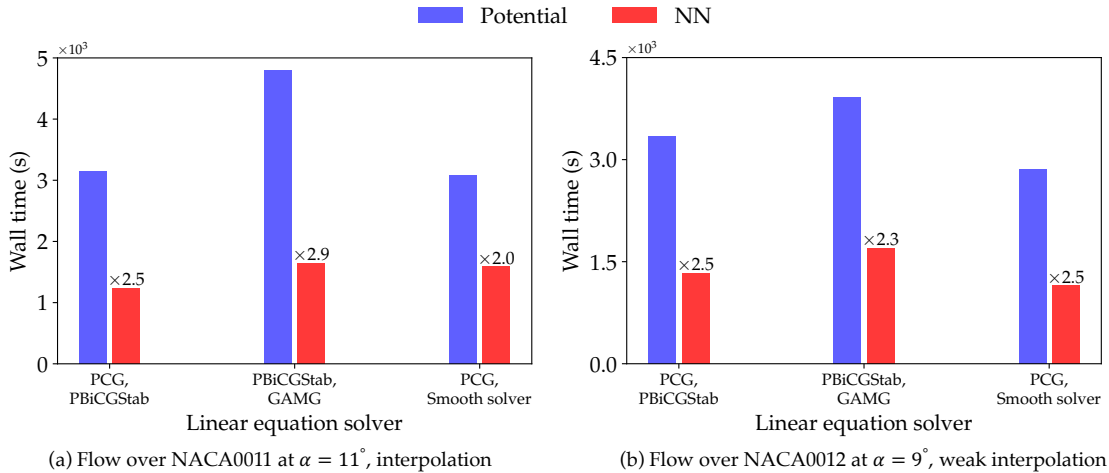 Potential
NN
×10³
5
4
3
2
1
0
Wall time (s)
×2.5
×2.9
×2.0
PCG,
PBiCGStab
PBiCGStab,
GAMG
PCG,
Smooth solver
Linear equation solver
(a) Flow over NACA0011 at α = 11°, interpolation
×10³
4.5
3.0
1.5
0.0
Wall time (s)
×2.5
×2.3
×2.5
PCG,
PBiCGStab
PBiCGStab,
GAMG
PCG,
Smooth solver
Linear equation solver
(b) Flow over NACA0012 at α = 9°, weak interpolation